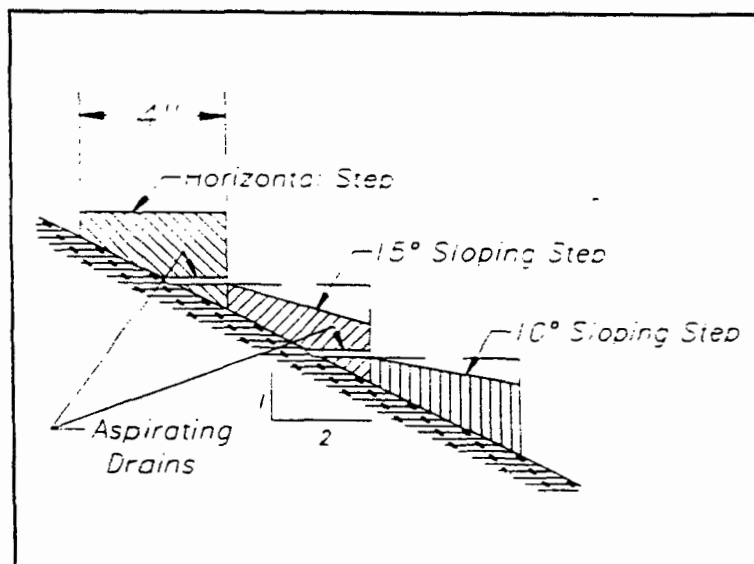 4"
Horizontal Step
15° Sloping Step
10° Sloping Step
1
2
Aspirating
Drains